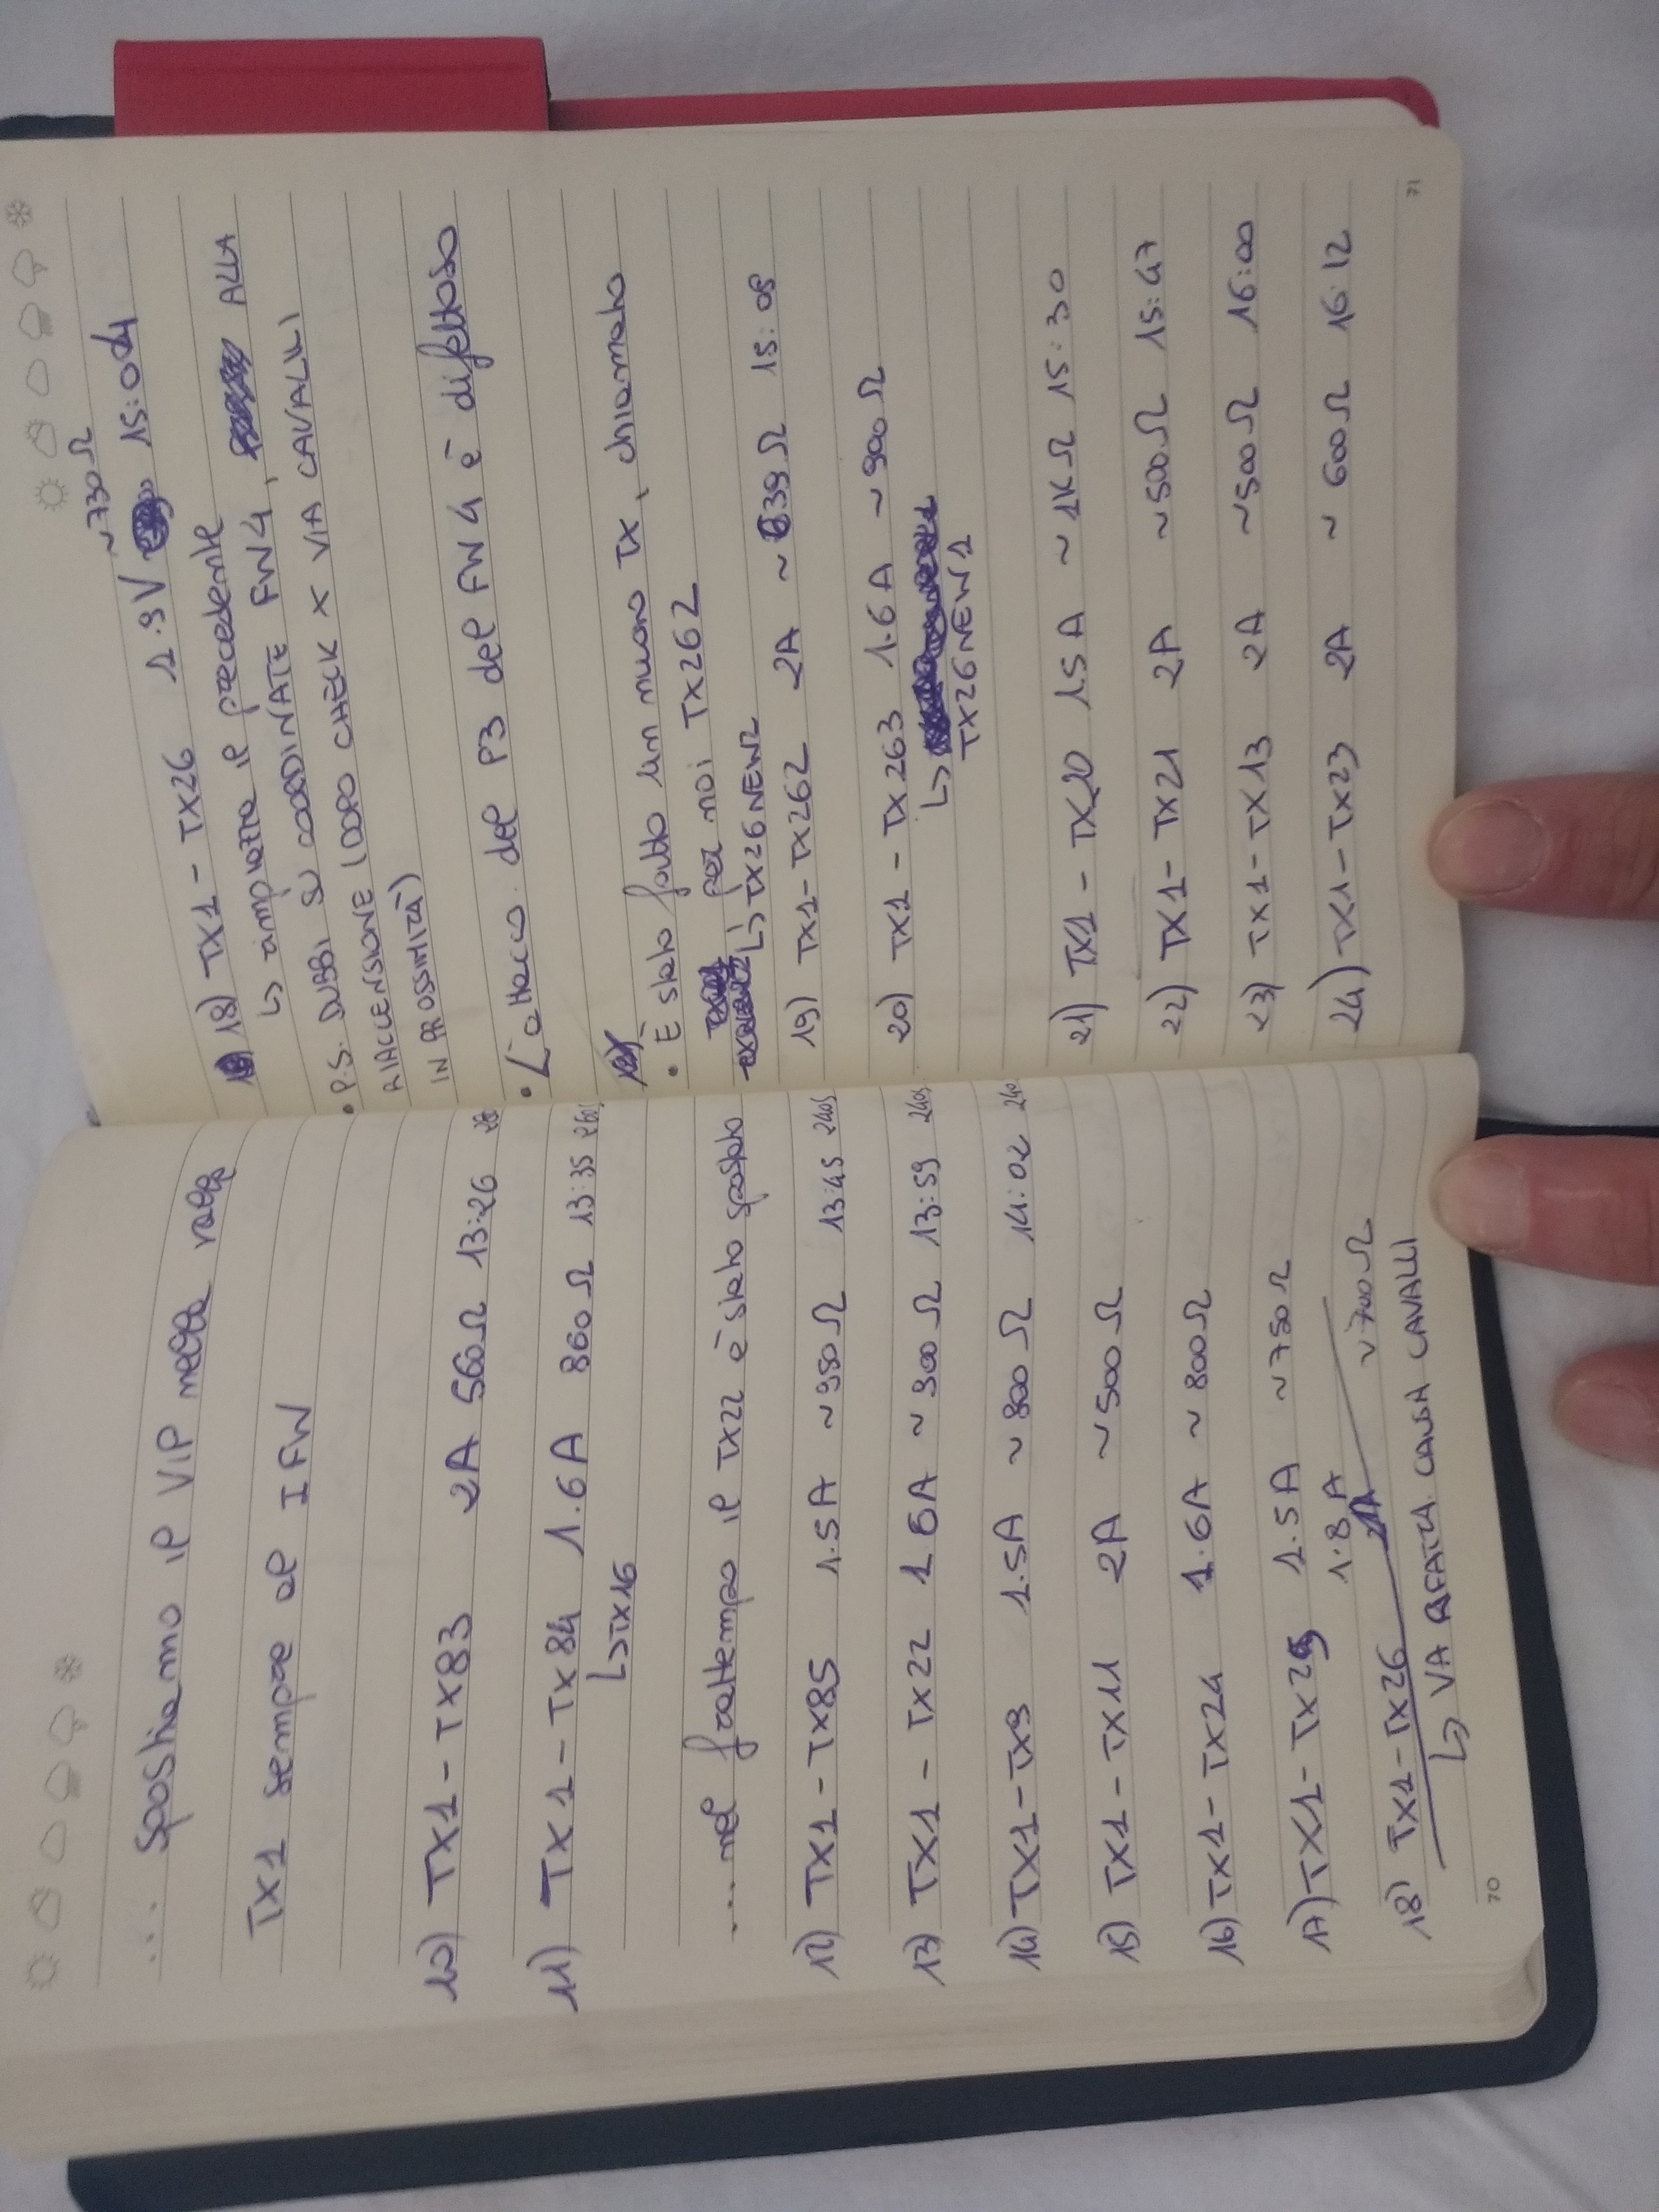 ... spostiamo il VIP nella valle
TX1 sempre al IFW
10) TX1 - TX83 2A 560Ω 13:26
11) TX1 - TX84 1.6A 860Ω 13:35 260s
↳TX16
... nel frattempo il TX22 è stato spostato
12) TX1 - TX85 1.5A ~950Ω 13:45 240s
13) TX1 - TX22 1.6A ~900Ω 13:59 240s
14) TX1 - TX9 1.5A ~800Ω 14:02 240
15) TX1 - TX11 2A ~500Ω
16) TX1 - TX24 1.6A ~800Ω
17) TX1 - TX25 1.5A ~750Ω
1.8A
18) TX1 - TX26 ~700Ω
↳ VA RIFATTA CAUSA CAVALLI
70
~730Ω
18) TX1 - TX26 1.9V 15:04
↳ rimpiazza il precedente
• P.S. DUBBI SU COORDINATE FW4, ALLA
RIACCENSIONE (DOPO CHECK X VIA CAVALLI
IN PROSSIMITÀ)
• L'attacco del P3 del FW4 è difettoso
• È stato fatto un nuovo TX, chiamato
, per noi TX262
↳ TX26NEW2
19) TX1 - TX262 2A ~639Ω 15:08
20) TX1 - TX263 1.6A ~900Ω
↳
TX26NEW1
21) TX1 - TX20 1.5A ~1KΩ 15:30
22) TX1 - TX21 2A ~500Ω 15:47
23) TX1 - TX13 2A ~500Ω 16:00
24) TX1 - TX23 2A ~600Ω 16:12
71